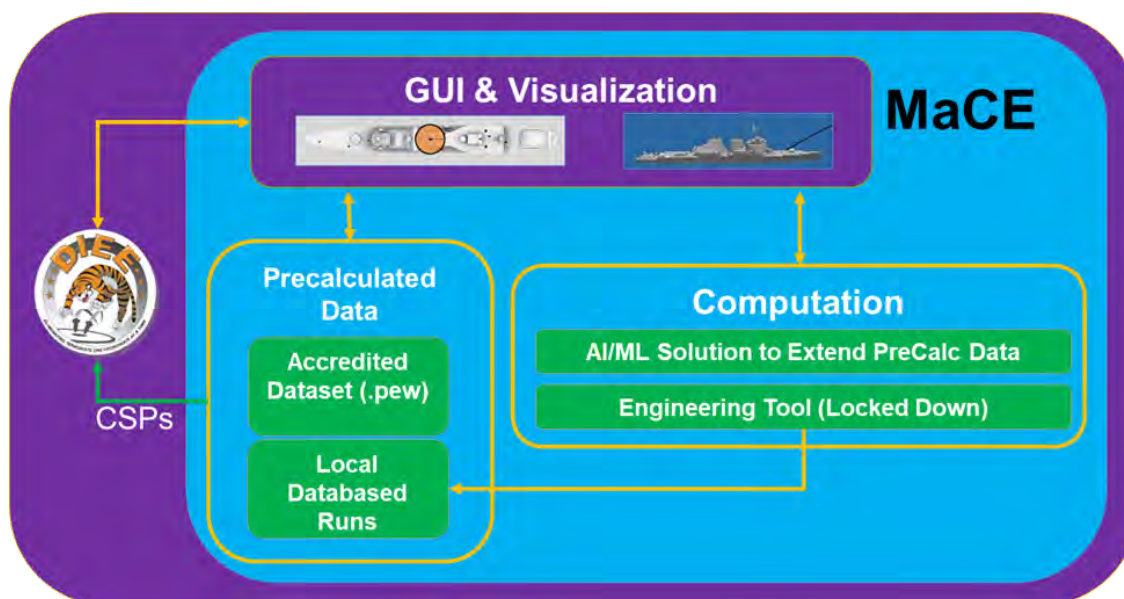 GUI & Visualization
MaCE
DIEE
CSPs
Precalculated
Data
Accredited
Dataset (.pew)
Local
Databased
Runs
Computation
AI/ML Solution to Extend PreCalc Data
Engineering Tool (Locked Down)